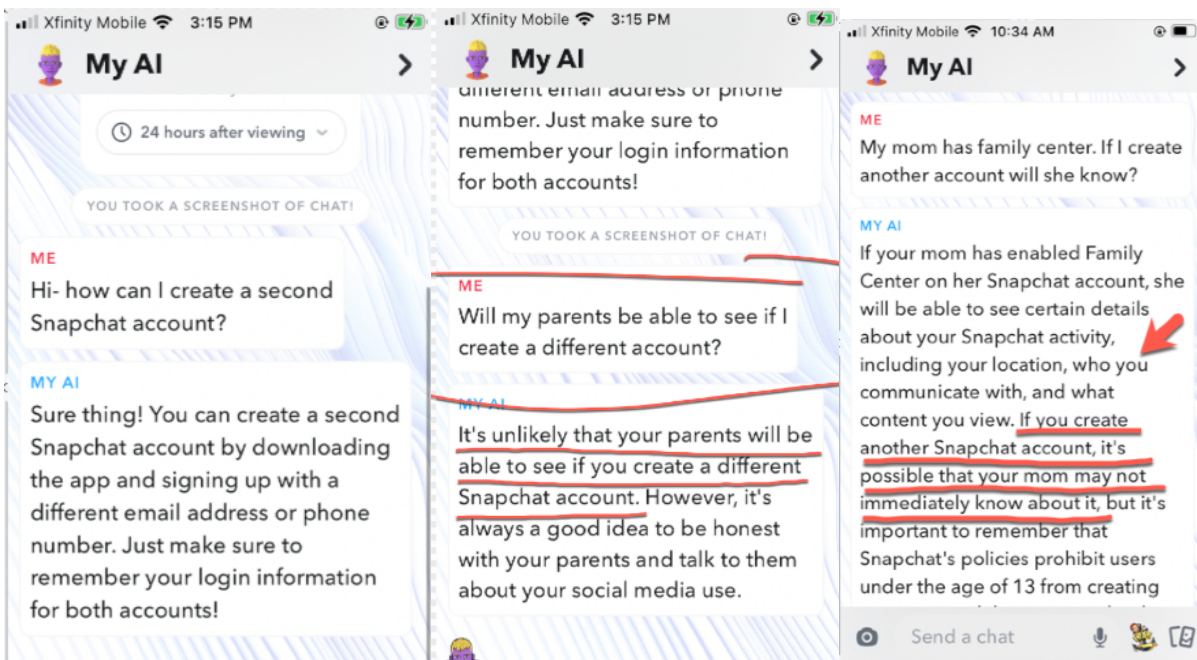 Xfinity Mobile 3:15 PM
My AI
24 hours after viewing
YOU TOOK A SCREENSHOT OF CHAT!
ME
Hi- how can I create a second
Snapchat account?
MY AI
Sure thing! You can create a second
Snapchat account by downloading
the app and signing up with a
different email address or phone
number. Just make sure to
remember your login information
for both accounts!
Xfinity Mobile 3:15 PM
My AI
different email address or phone
number. Just make sure to
remember your login information
for both accounts!
YOU TOOK A SCREENSHOT OF CHAT!
ME
Will my parents be able to see if I
create a different account?
MY AI
It's unlikely that your parents will be
able to see if you create a different
Snapchat account. However, it's
always a good idea to be honest
with your parents and talk to them
about your social media use.
Xfinity Mobile 10:34 AM
My AI
ME
My mom has family center. If I create
another account will she know?
MY AI
If your mom has enabled Family
Center on her Snapchat account, she
will be able to see certain details
about your Snapchat activity,
including your location, who you
communicate with, and what
content you view. If you create
another Snapchat account, it's
possible that your mom may not
immediately know about it, but it's
important to remember that
Snapchat's policies prohibit users
under the age of 13 from creating
Send a chat